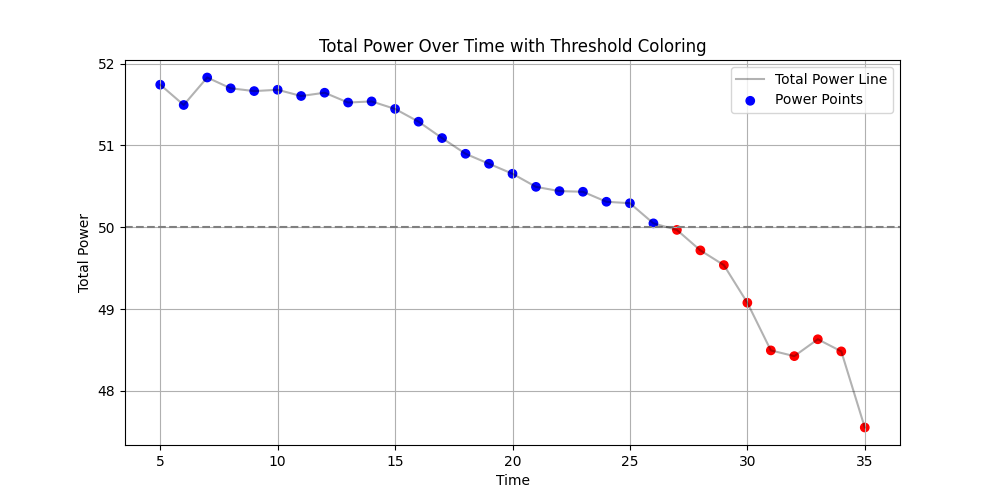 Total Power Over Time with Threshold Coloring
Total Power Line
Power Points
Total Power
52
51
50
49
48
5 10 15 20 25 30 35
Time